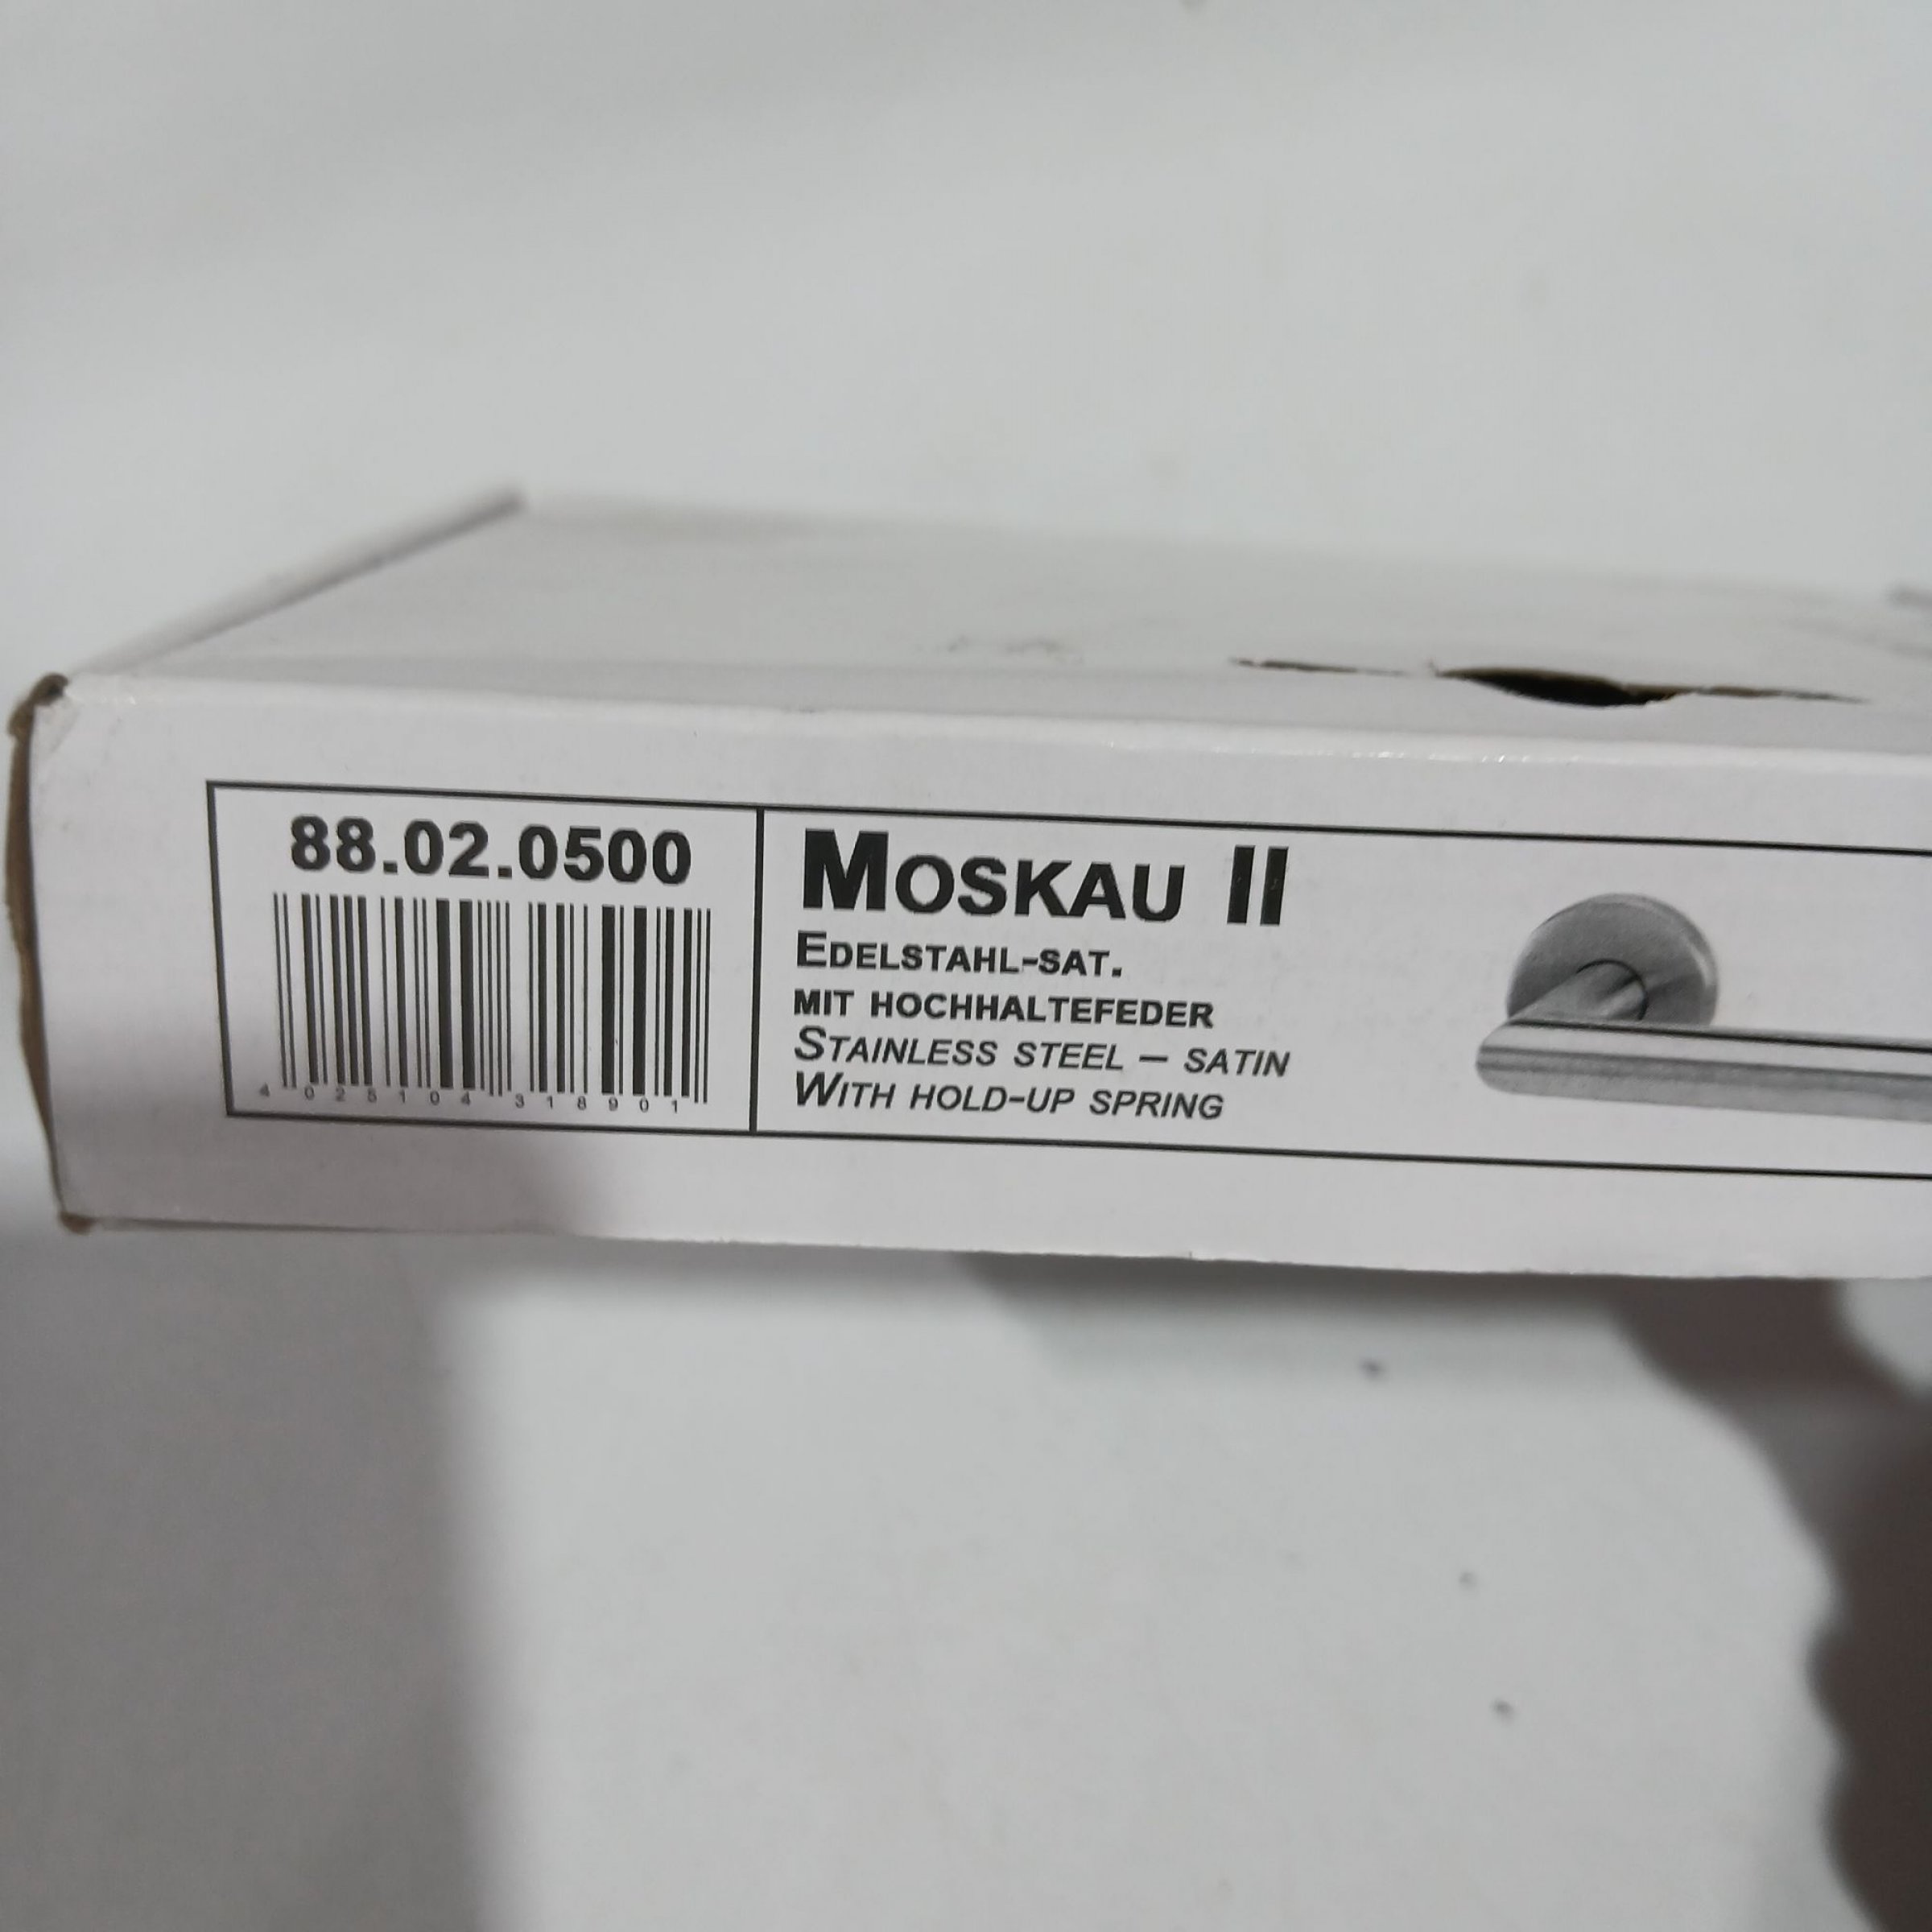 88.02.0500
4 025104 318901
MOSKAU II
EDELSTAHL-SAT.
MIT HOCHHALTEFEDER
STAINLESS STEEL – SATIN
WITH HOLD-UP SPRING